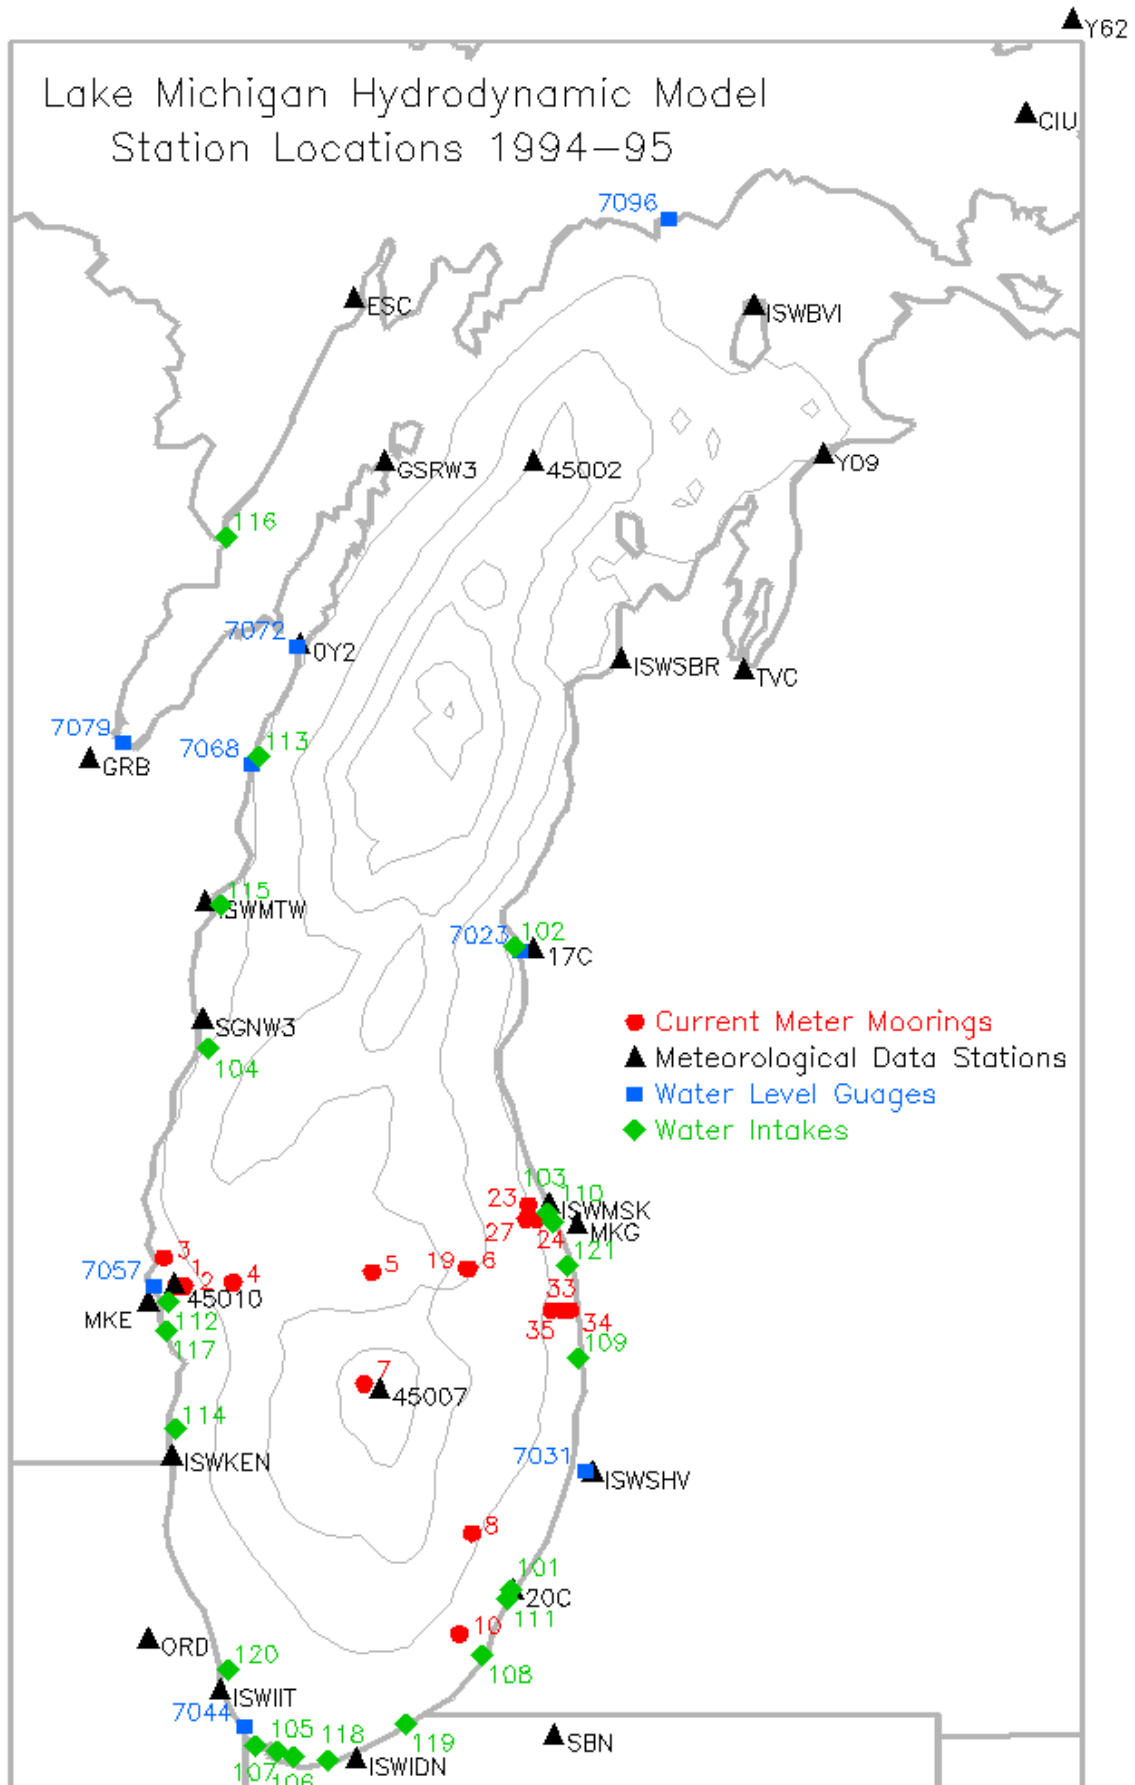 Y62
Lake Michigan Hydrodynamic Model
CIU
Station Locations 1994-95
7096
ESC
ISWBVI
GSRW3
45002
Y09
116
7072
0Y2
ISWSBR
TVC
7079
7068
113
GRB
115
ISWMTW
7023
102
17C
SGNW3
104
Current Meter Moorings
Meteorological Data Stations
Water Level Guages
Water Intakes
103
23
110
ISWMSK
27
24
MKG
3
121
7057
1
2
4
5
19
6
45010
MKE
112
33
35
34
117
109
7
45007
114
ISWKEN
7031
ISWSHV
8
101
20C
111
10
ORD
108
120
ISWIIT
7044
105
118
119
SBN
107
106
ISWIDN